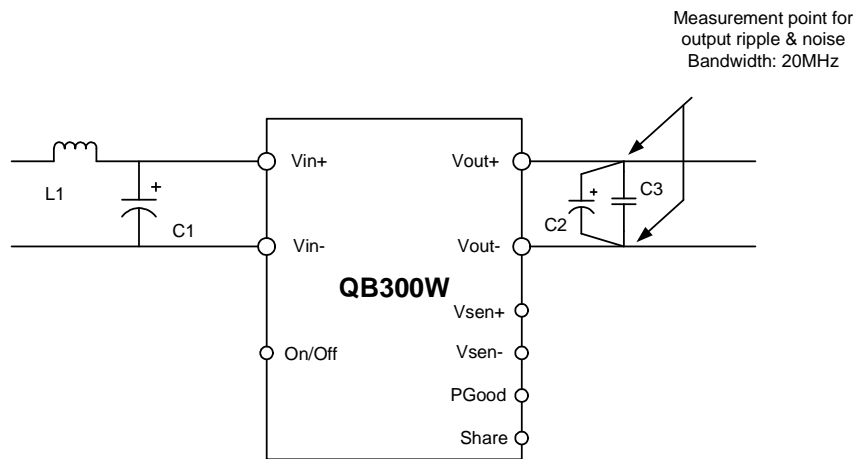 Measurement point for
output ripple & noise
Bandwidth: 20MHz
Vin+
Vout+
L1
+
C1
+
C2
C3
Vin-
Vout-
QB300W
Vsen+
On/Off
Vsen-
PGood
Share